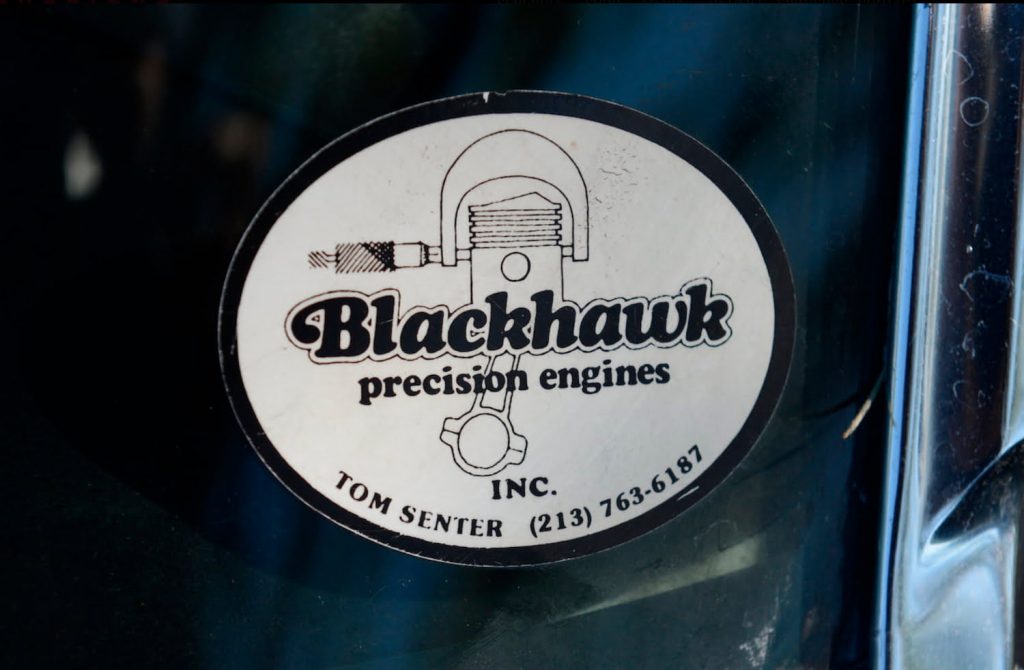 Blackhawk
precision engines
INC.
TOM SENTER (213) 763-6187